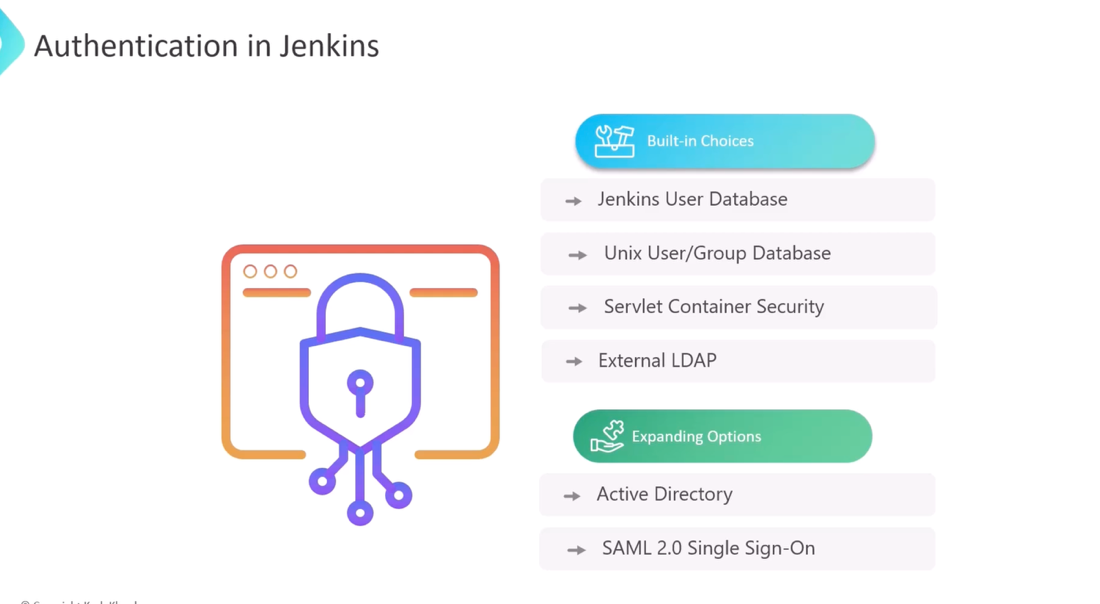 Authentication in Jenkins
Built-in Choices
Jenkins User Database
Unix User/Group Database
Servlet Container Security
External LDAP
Expanding Options
Active Directory
SAML 2.0 Single Sign-On